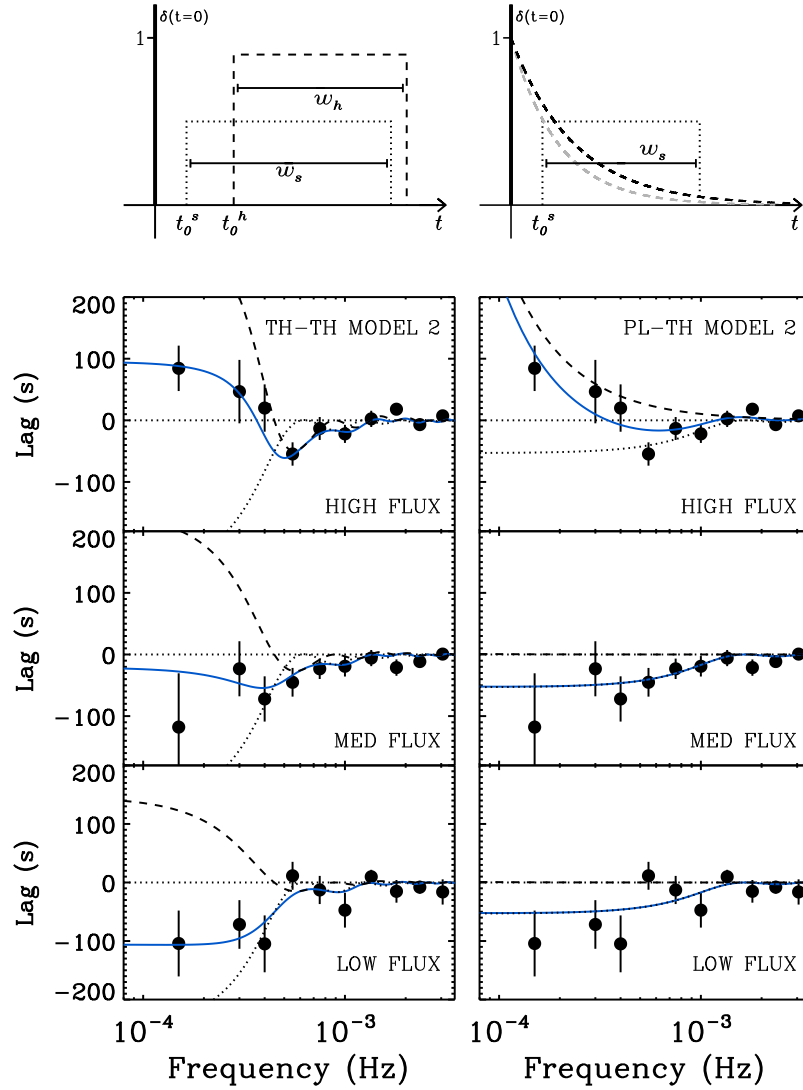 δ(t=0)
1
w_h
w_s
t_0^s
t_0^h
t
δ(t=0)
1
w_s
t_0^s
t
Lag (s)
200
100
0
-100
TH-TH MODEL 2
HIGH FLUX
PL-TH MODEL 2
HIGH FLUX
Lag (s)
200
100
0
-100
MED FLUX
MED FLUX
Lag (s)
200
100
0
-100
-200
LOW FLUX
LOW FLUX
10^-4
10^-3
10^-4
10^-3
Frequency (Hz)
Frequency (Hz)